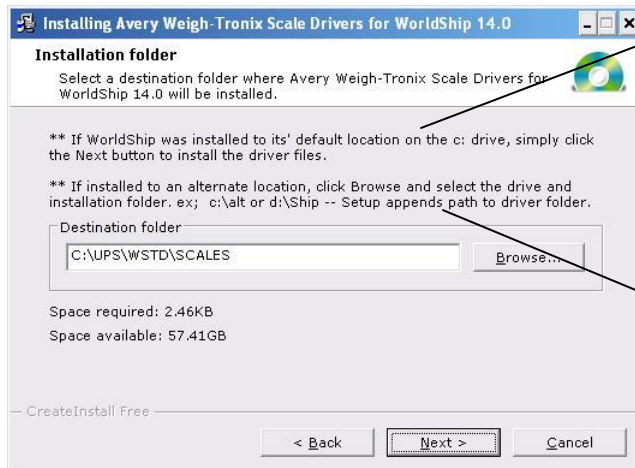 Installing Avery Weigh-Tronix Scale Drivers for WorldShip 14.0
Installation folder
Select a destination folder where Avery Weigh-Tronix Scale Drivers for
WorldShip 14.0 will be installed.
** If WorldShip was installed to its' default location on the c: drive, simply click
the Next button to install the driver files.
** If installed to an alternate location, click Browse and select the drive and
installation folder. ex; c:\alt or d:\Ship -- Setup appends path to driver folder.
Destination folder
C:\UPS\WSTD\SCALES
Browse...
Space required: 2.46KB
Space available: 57.41GB
CreateInstall Free
< Back
Next >
Cancel